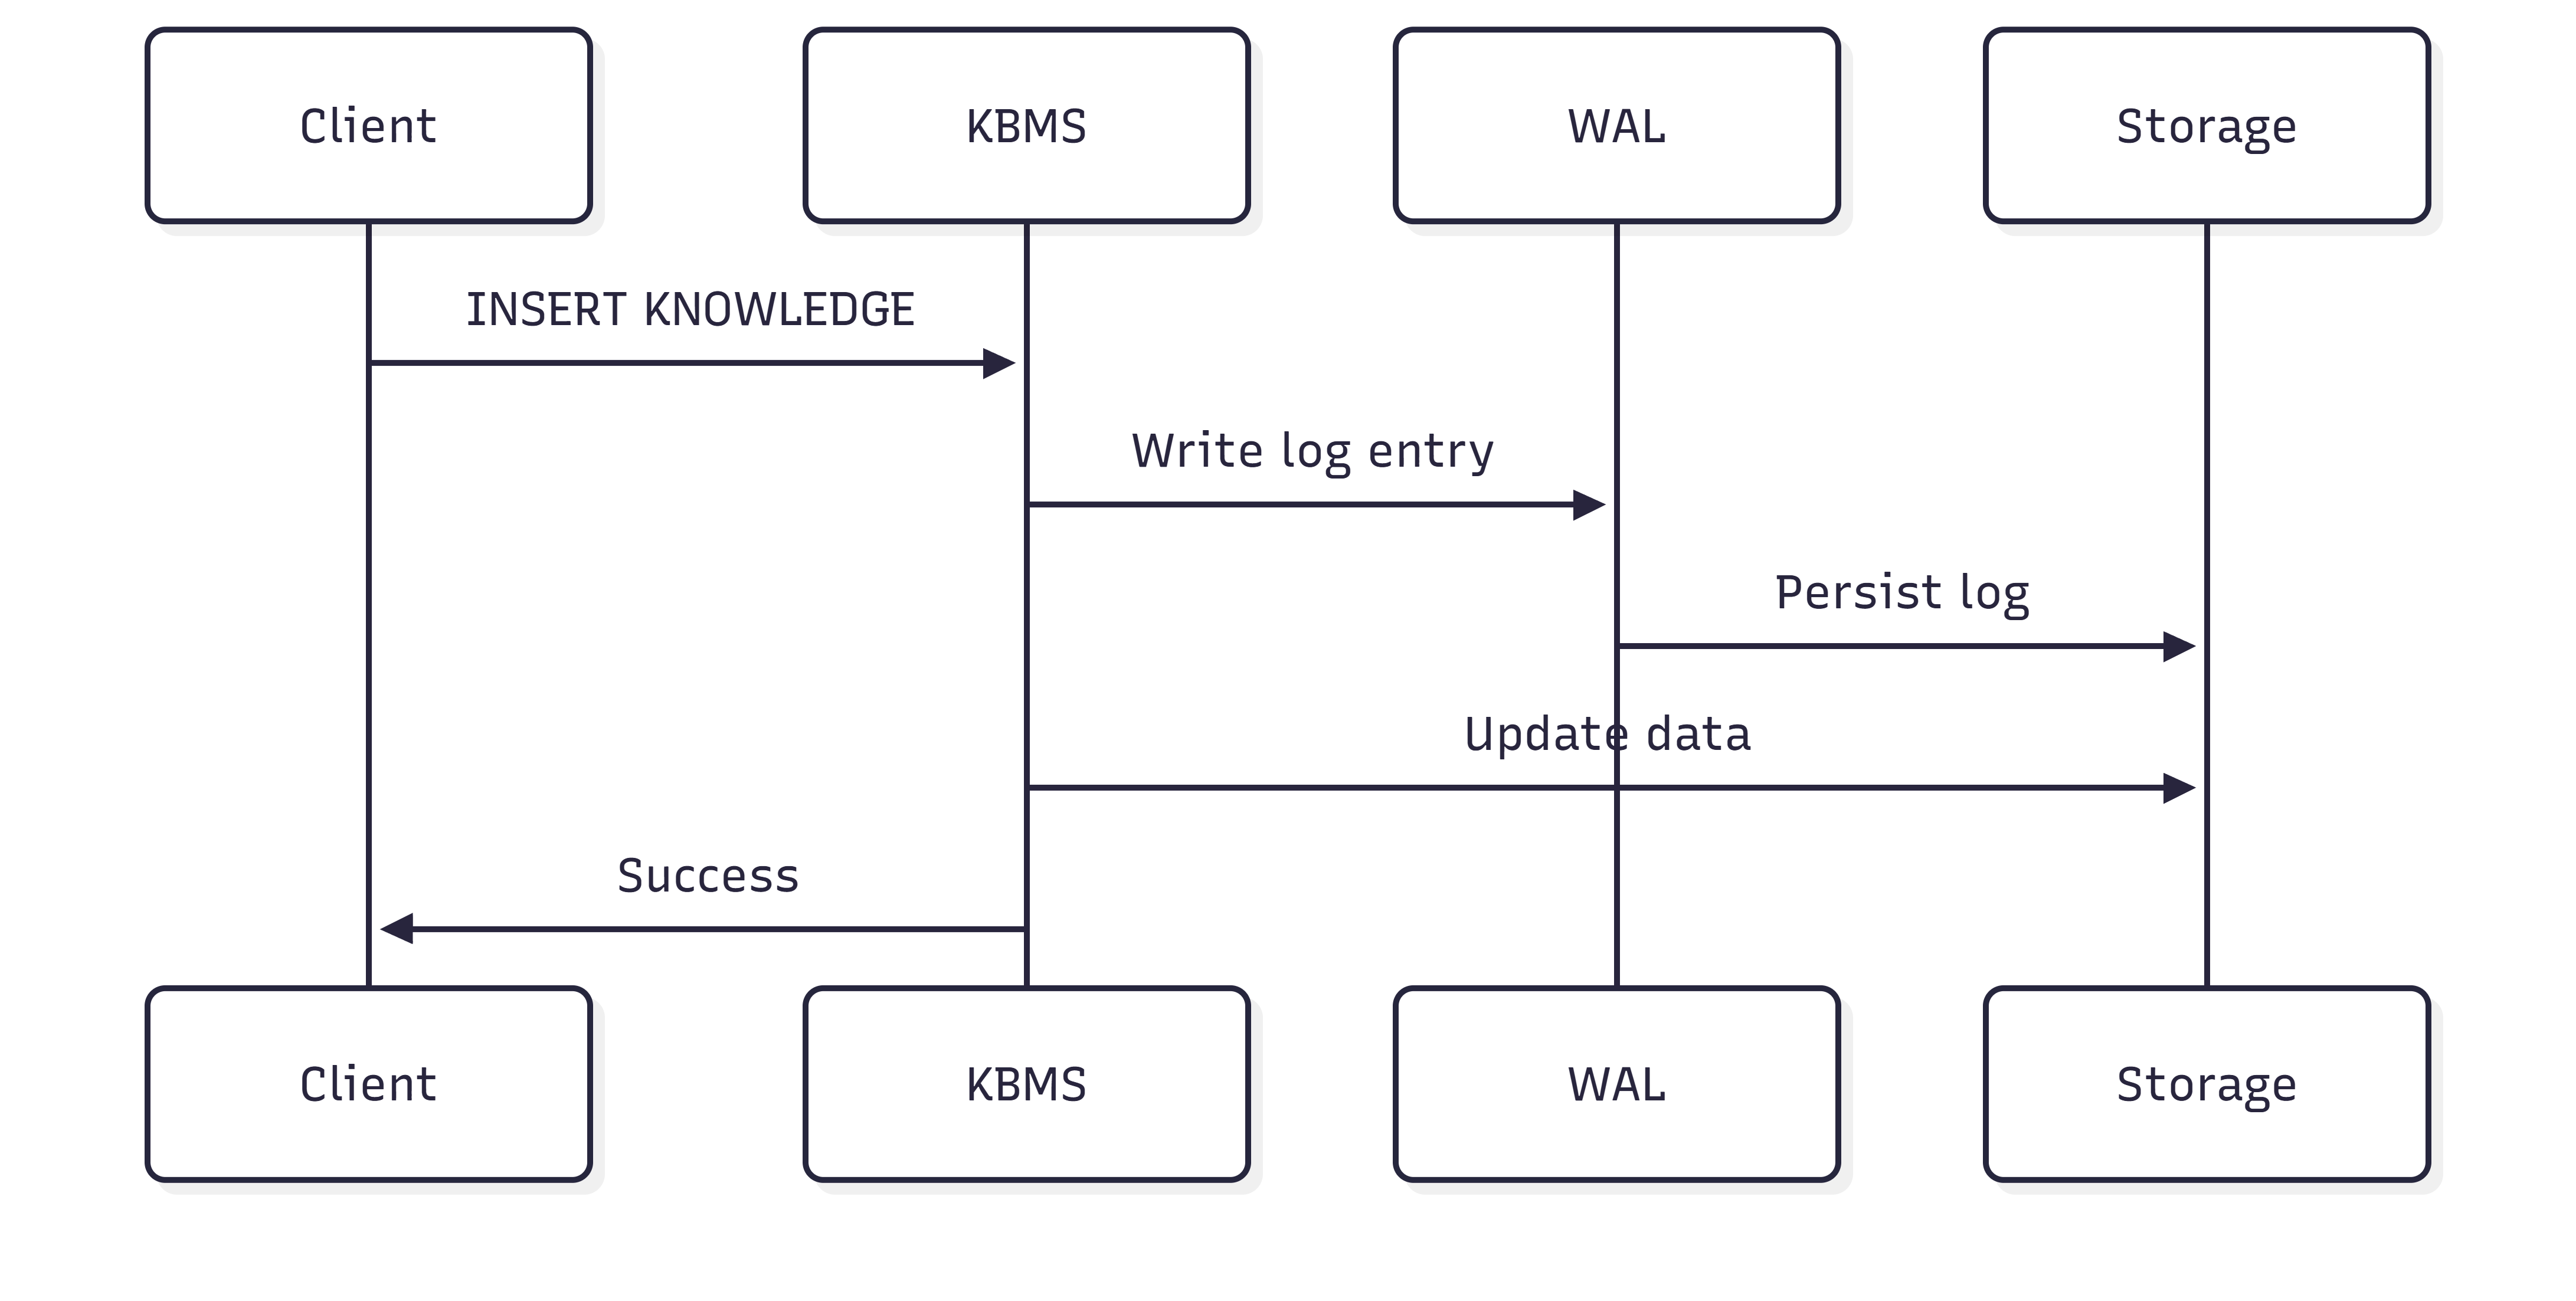 Client
KBMS
WAL
Storage
INSERT KNOWLEDGE
Write log entry
Persist log
Update data
Success
Client
KBMS
WAL
Storage